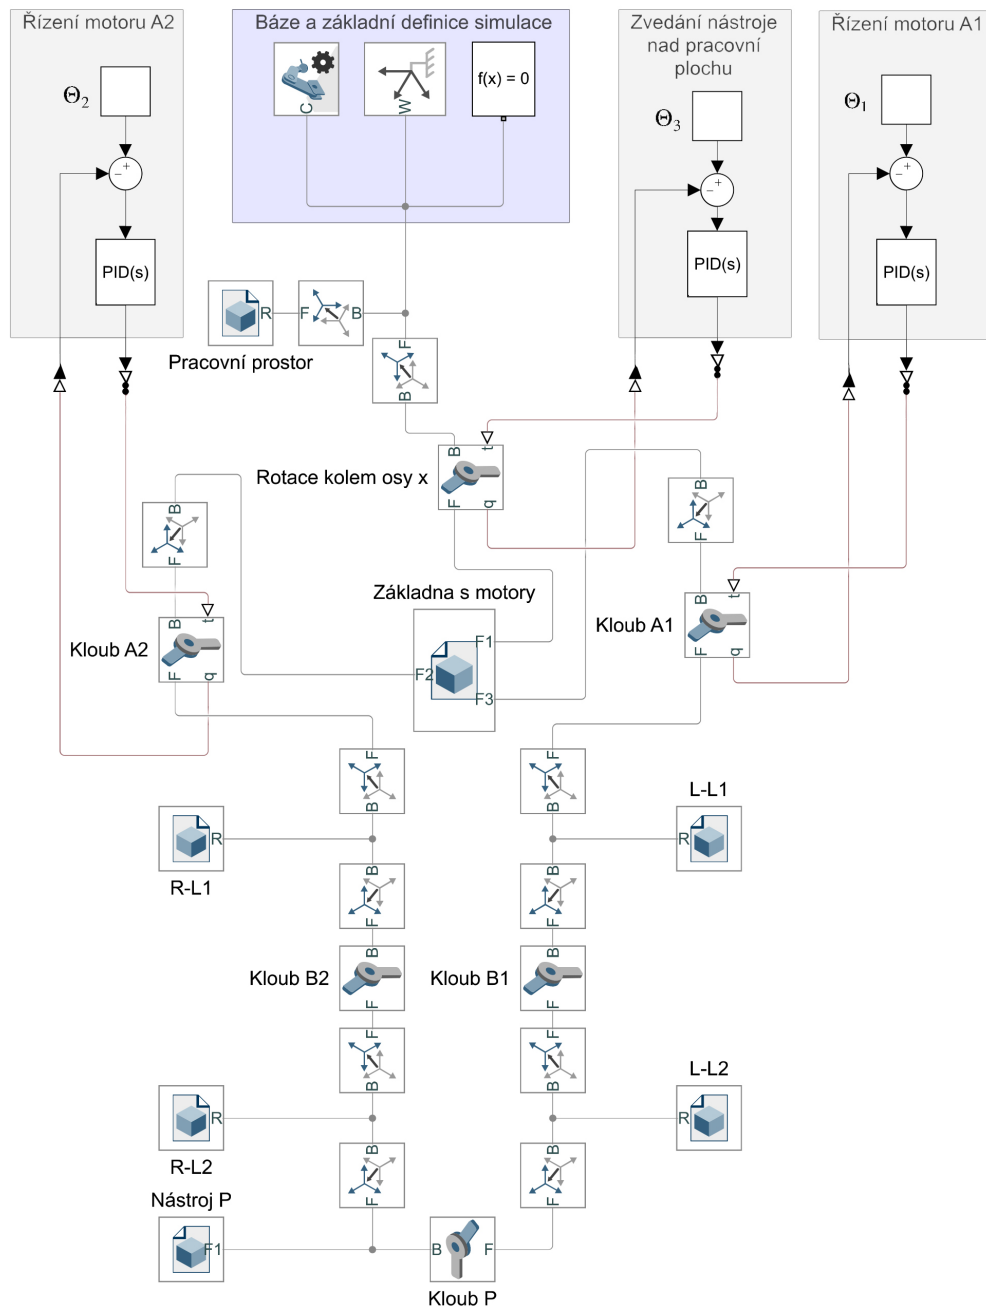 Řízení motoru A2
Θ2
PID(s)
Báze a základní definice simulace
C
W
f(x) = 0
Zvedání nástroje
nad pracovní
plochu
Θ3
PID(s)
Řízení motoru A1
Θ1
PID(s)
R
F
B
Pracovní prostor
F
B
Rotace kolem osy x
B
t
F
q
B
F
B
F
Základna s motory
F1
F2
F3
Kloub A2
B
t
F
q
Kloub A1
B
t
F
q
F
B
F
B
R
R-L1
L-L1
R
B
F
B
F
Kloub B2
B
F
Kloub B1
B
F
F
B
F
B
R
R-L2
L-L2
R
B
F
B
F
Nástroj P
F1
B
F
Kloub P